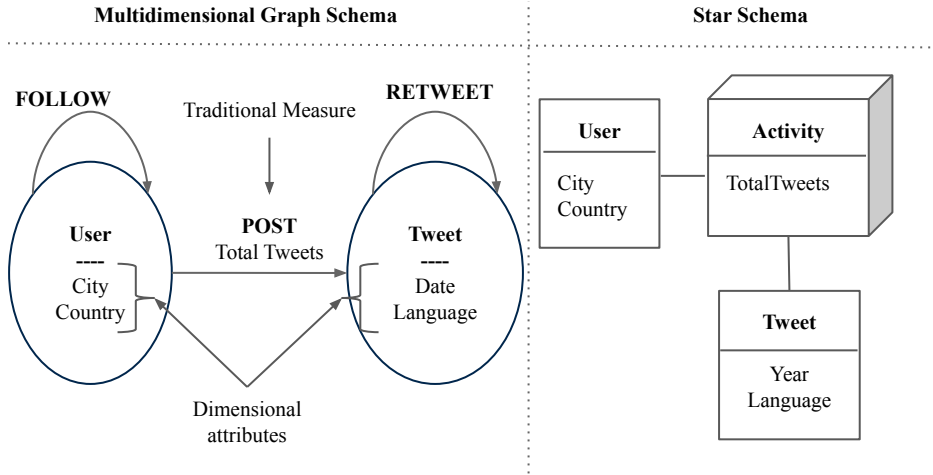 Multidimensional Graph Schema
FOLLOW
Traditional Measure
RETWEET
User
----
City
Country
POST
Total Tweets
Tweet
----
Date
Language
Dimensional
attributes
Star Schema
User
City
Country
Activity
TotalTweets
Tweet
Year
Language